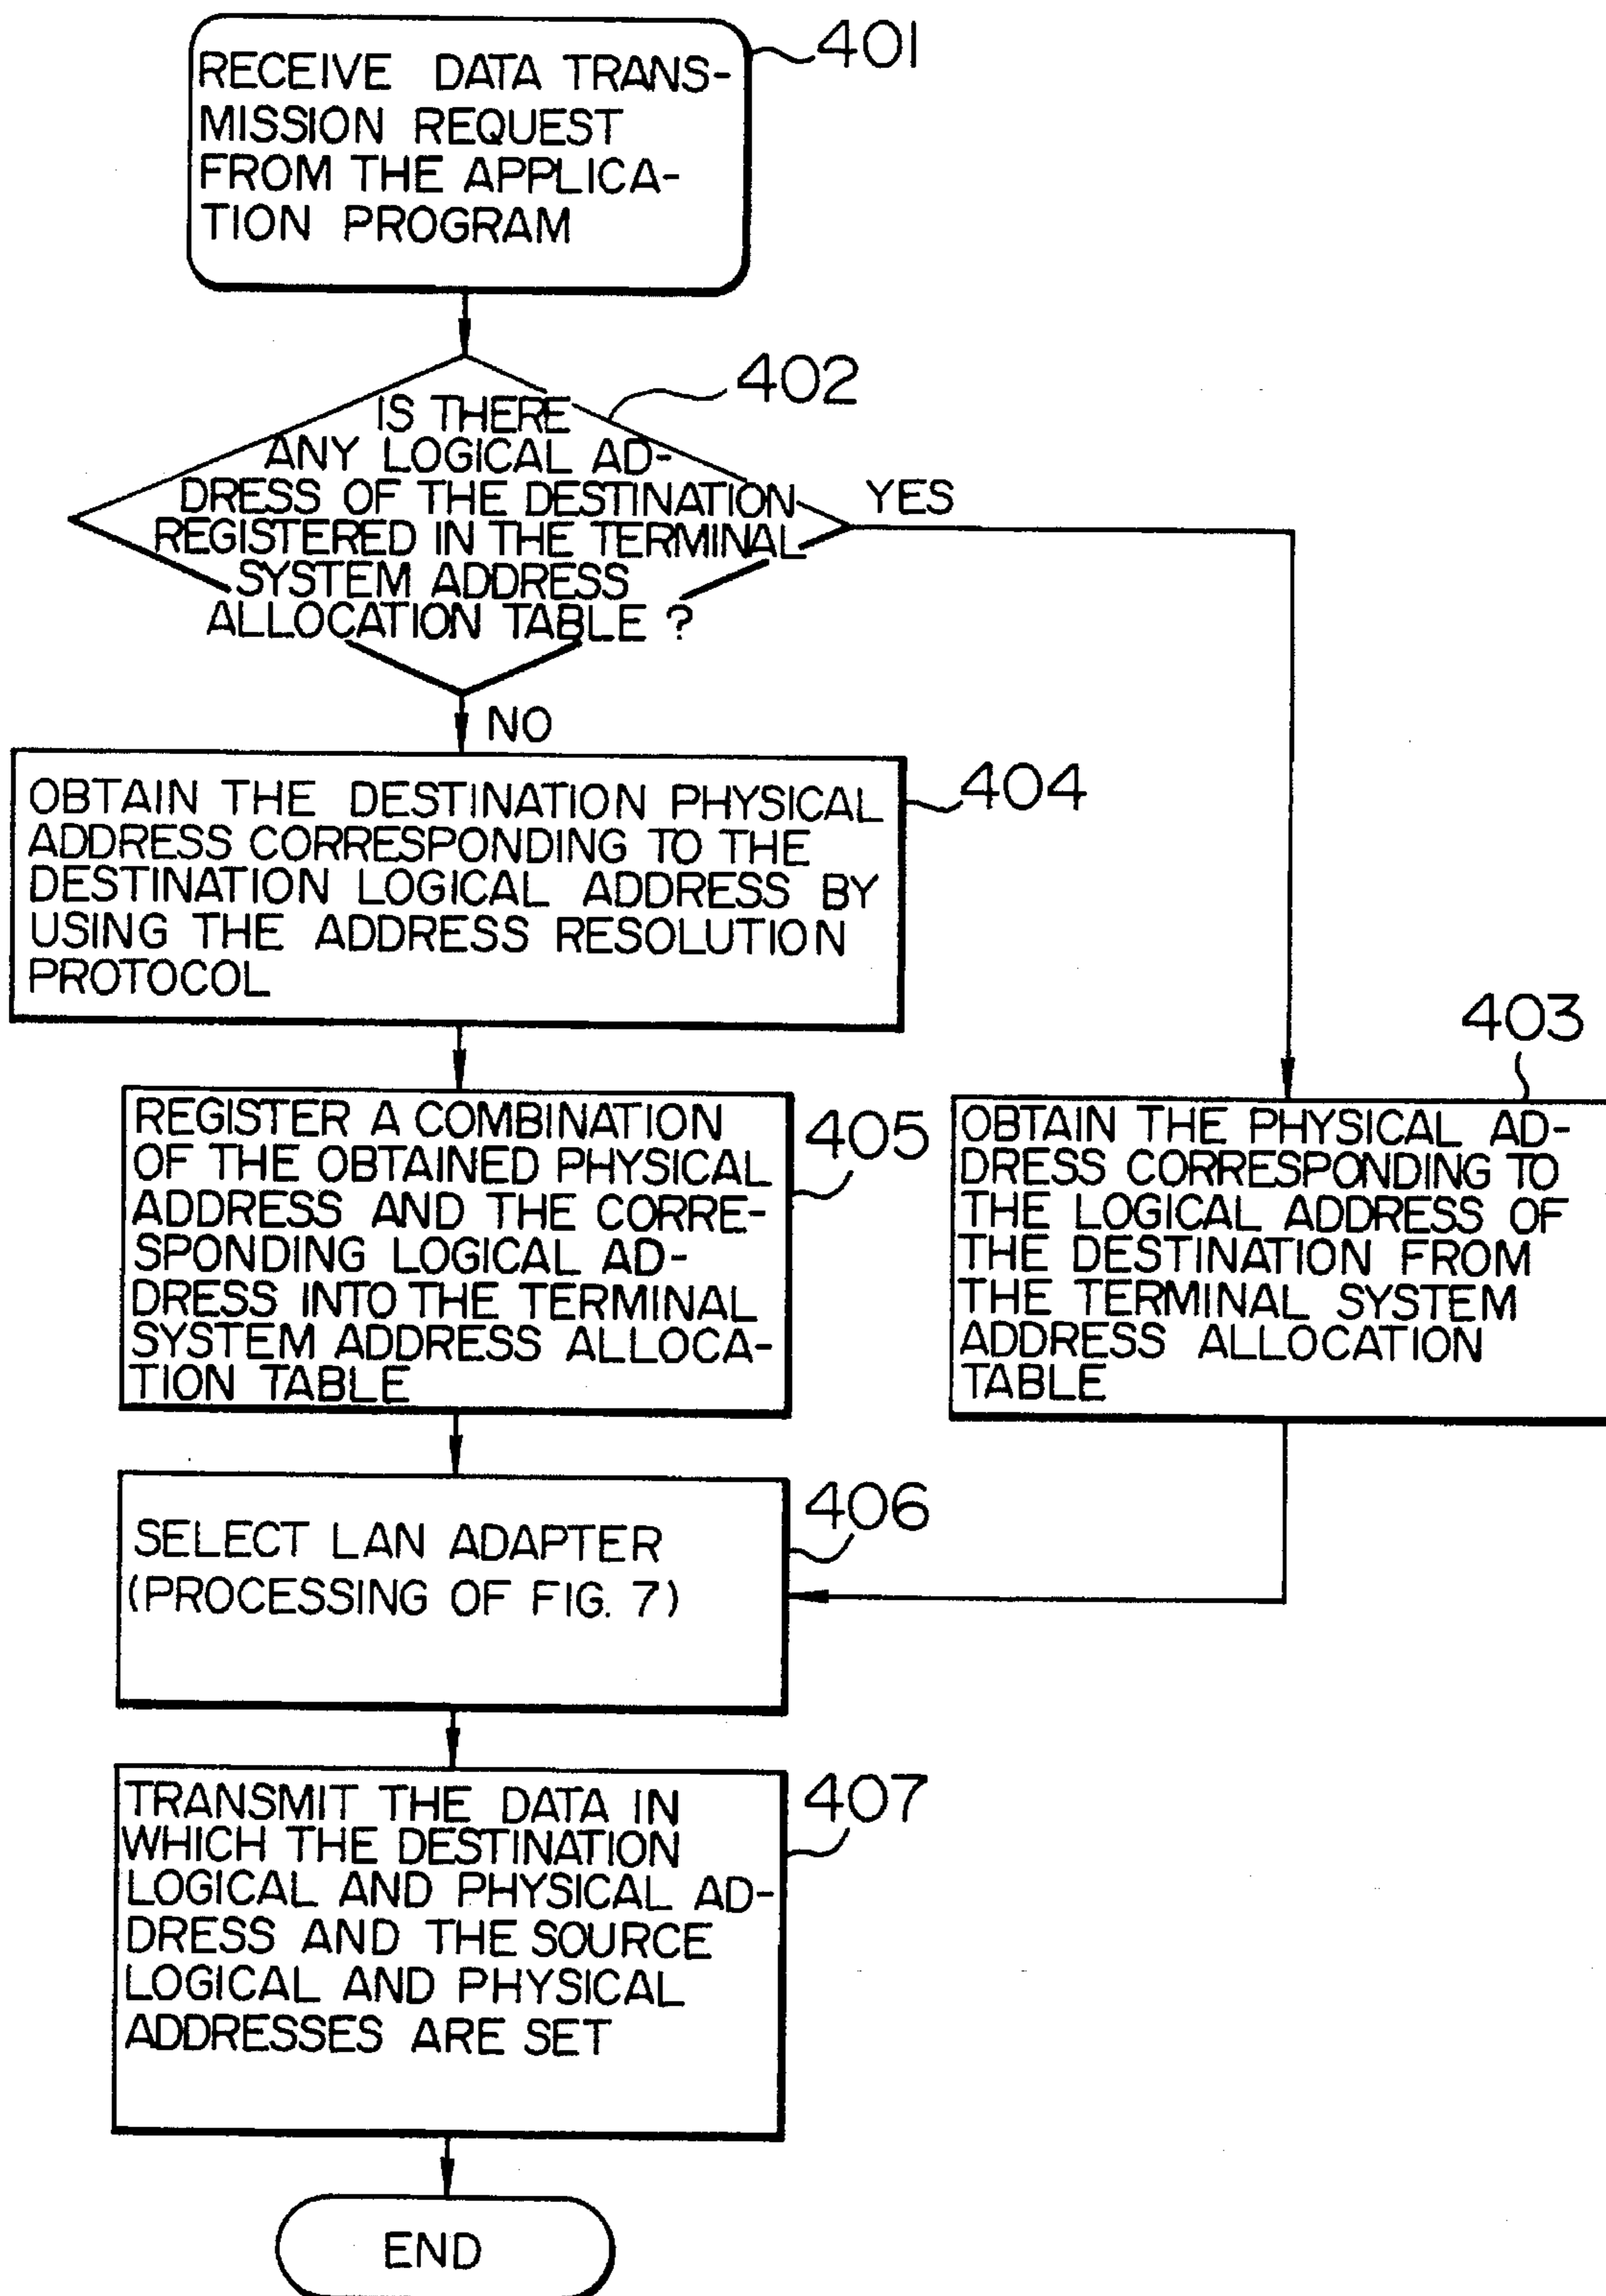 RECEIVE DATA TRANS-
MISSION REQUEST
FROM THE APPLICA-
TION PROGRAM
401
IS THERE
ANY LOGICAL AD-
DRESS OF THE DESTINATION
REGISTERED IN THE TERMINAL
SYSTEM ADDRESS
ALLOCATION TABLE ?
402
YES
NO
OBTAIN THE DESTINATION PHYSICAL
ADDRESS CORRESPONDING TO THE
DESTINATION LOGICAL ADDRESS BY
USING THE ADDRESS RESOLUTION
PROTOCOL
404
403
OBTAIN THE PHYSICAL AD-
DRESS CORRESPONDING TO
THE LOGICAL ADDRESS OF
THE DESTINATION FROM
THE TERMINAL SYSTEM
ADDRESS ALLOCATION
TABLE
REGISTER A COMBINATION
OF THE OBTAINED PHYSICAL
ADDRESS AND THE CORRE-
SPONDING LOGICAL AD-
DRESS INTO THE TERMINAL
SYSTEM ADDRESS ALLOCA-
TION TABLE
405
SELECT LAN ADAPTER
(PROCESSING OF FIG. 7)
406
TRANSMIT THE DATA IN
WHICH THE DESTINATION
LOGICAL AND PHYSICAL AD-
DRESS AND THE SOURCE
LOGICAL AND PHYSICAL
ADDRESSES ARE SET
407
END